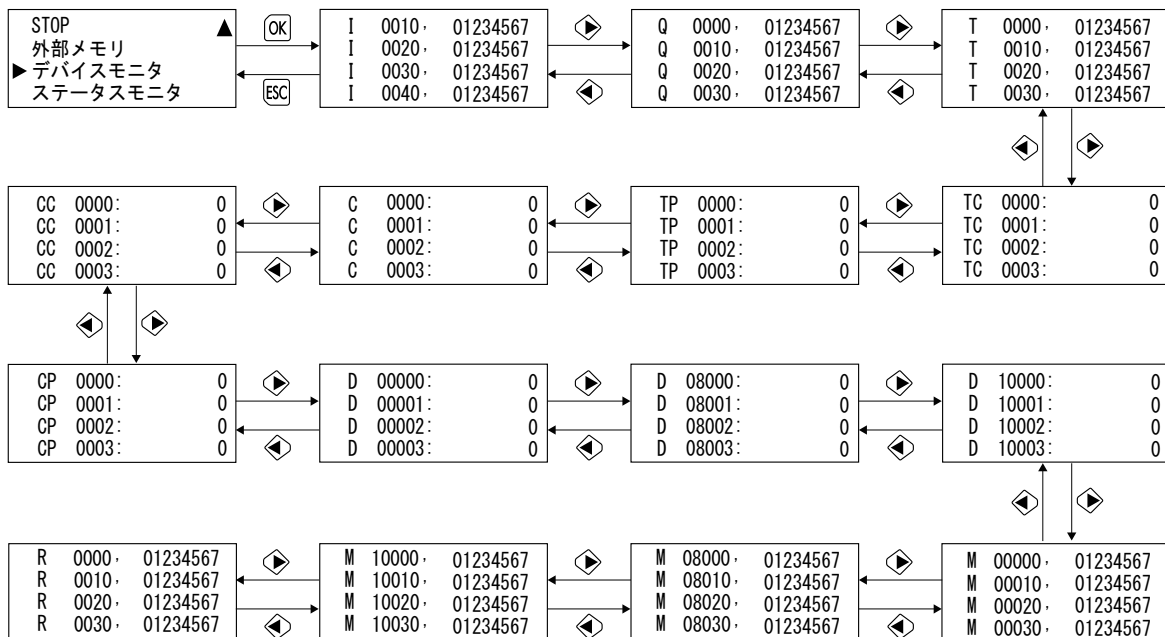 STOP
外部メモリ
デバイスモニタ
ステータスモニタ
OK
ESC
I 0010, 01234567
I 0020, 01234567
I 0030, 01234567
I 0040, 01234567
Q 0000, 01234567
Q 0010, 01234567
Q 0020, 01234567
Q 0030, 01234567
T 0000, 01234567
T 0010, 01234567
T 0020, 01234567
T 0030, 01234567
CC 0000: 0
CC 0001: 0
CC 0002: 0
CC 0003: 0
C 0000: 0
C 0001: 0
C 0002: 0
C 0003: 0
TP 0000: 0
TP 0001: 0
TP 0002: 0
TP 0003: 0
TC 0000: 0
TC 0001: 0
TC 0002: 0
TC 0003: 0
CP 0000: 0
CP 0001: 0
CP 0002: 0
CP 0003: 0
D 00000: 0
D 00001: 0
D 00002: 0
D 00003: 0
D 08000: 0
D 08001: 0
D 08002: 0
D 08003: 0
D 10000: 0
D 10001: 0
D 10002: 0
D 10003: 0
R 0000, 01234567
R 0010, 01234567
R 0020, 01234567
R 0030, 01234567
M 10000, 01234567
M 10010, 01234567
M 10020, 01234567
M 10030, 01234567
M 08000, 01234567
M 08010, 01234567
M 08020, 01234567
M 08030, 01234567
M 00000, 01234567
M 00010, 01234567
M 00020, 01234567
M 00030, 01234567